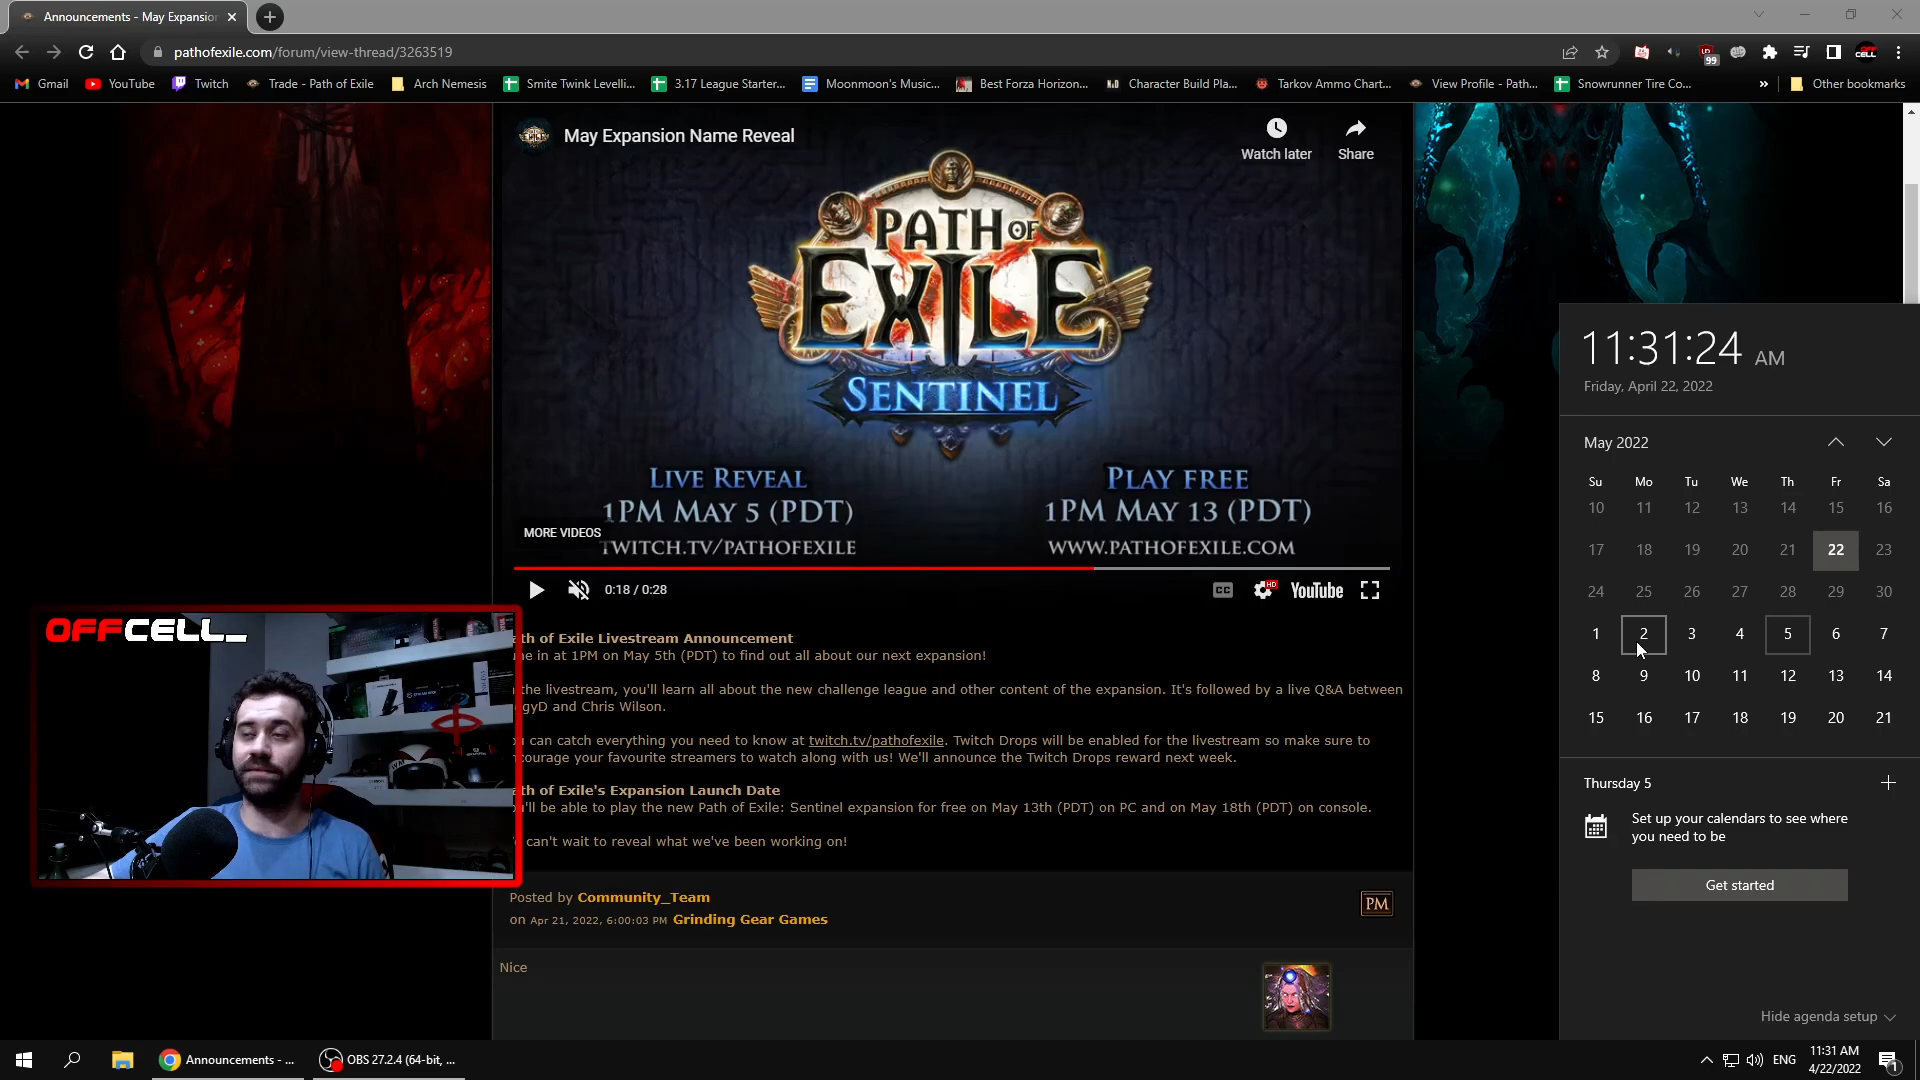 Announcements - May Expansion
pathofexile.com/forum/view-thread/3263519
99
OFF CELL
Gmail
YouTube
Twitch
Trade - Path of Exile
Arch Nemesis
Smite Twink Levelli...
3.17 League Starter...
Moonmoon's Music...
Best Forza Horizon...
Character Build Pla...
Tarkov Ammo Chart...
View Profile - Path...
Snowrunner Tire Co...
»
Other bookmarks
May Expansion Name Reveal
Watch later
Share
PATH OF
EXILE
SENTINEL
LIVE REVEAL
1PM MAY 5 (PDT)
TWITCH.TV/PATHOFEXILE
PLAY FREE
1PM MAY 13 (PDT)
WWW.PATHOFEXILE.COM
MORE VIDEOS
0:18 / 0:28
CC
HD
YouTube
OFFCELL_
th of Exile Livestream Announcement
e in at 1PM on May 5th (PDT) to find out all about our next expansion!
the livestream, you'll learn all about the new challenge league and other content of the expansion. It's followed by a live Q&A between
gyD and Chris Wilson.
can catch everything you need to know at twitch.tv/pathofexile. Twitch Drops will be enabled for the livestream so make sure to
courage your favourite streamers to watch along with us! We'll announce the Twitch Drops reward next week.
th of Exile's Expansion Launch Date
'll be able to play the new Path of Exile: Sentinel expansion for free on May 13th (PDT) on PC and on May 18th (PDT) on console.
can't wait to reveal what we've been working on!
Posted by Community_Team
on Apr 21, 2022, 6:00:03 PM Grinding Gear Games
PM
Nice
11:31:24 AM
Friday, April 22, 2022
May 2022
Su Mo Tu We Th Fr Sa
10 11 12 13 14 15 16
17 18 19 20 21 22 23
24 25 26 27 28 29 30
1 2 3 4 5 6 7
8 9 10 11 12 13 14
15 16 17 18 19 20 21
Thursday 5
Set up your calendars to see where
you need to be
Get started
Hide agenda setup
Announcements - ...
OBS 27.2.4 (64-bit, ...
ENG
11:31 AM
4/22/2022
1